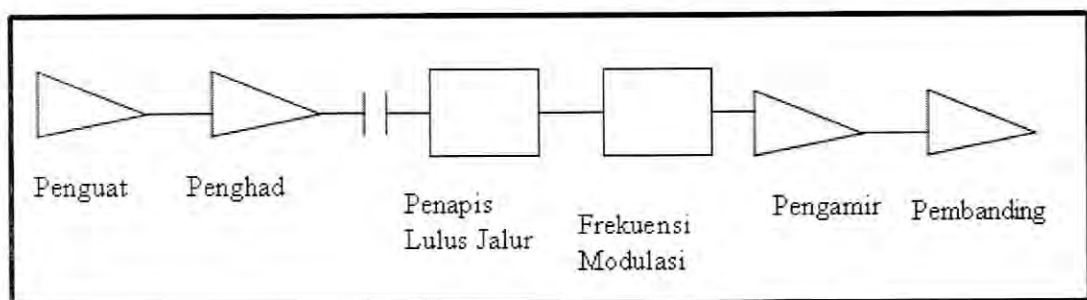 Penguat
Penghad
Penapis
Lulus Jalur
Frekuensi
Modulasi
Pengamir
Pembanding